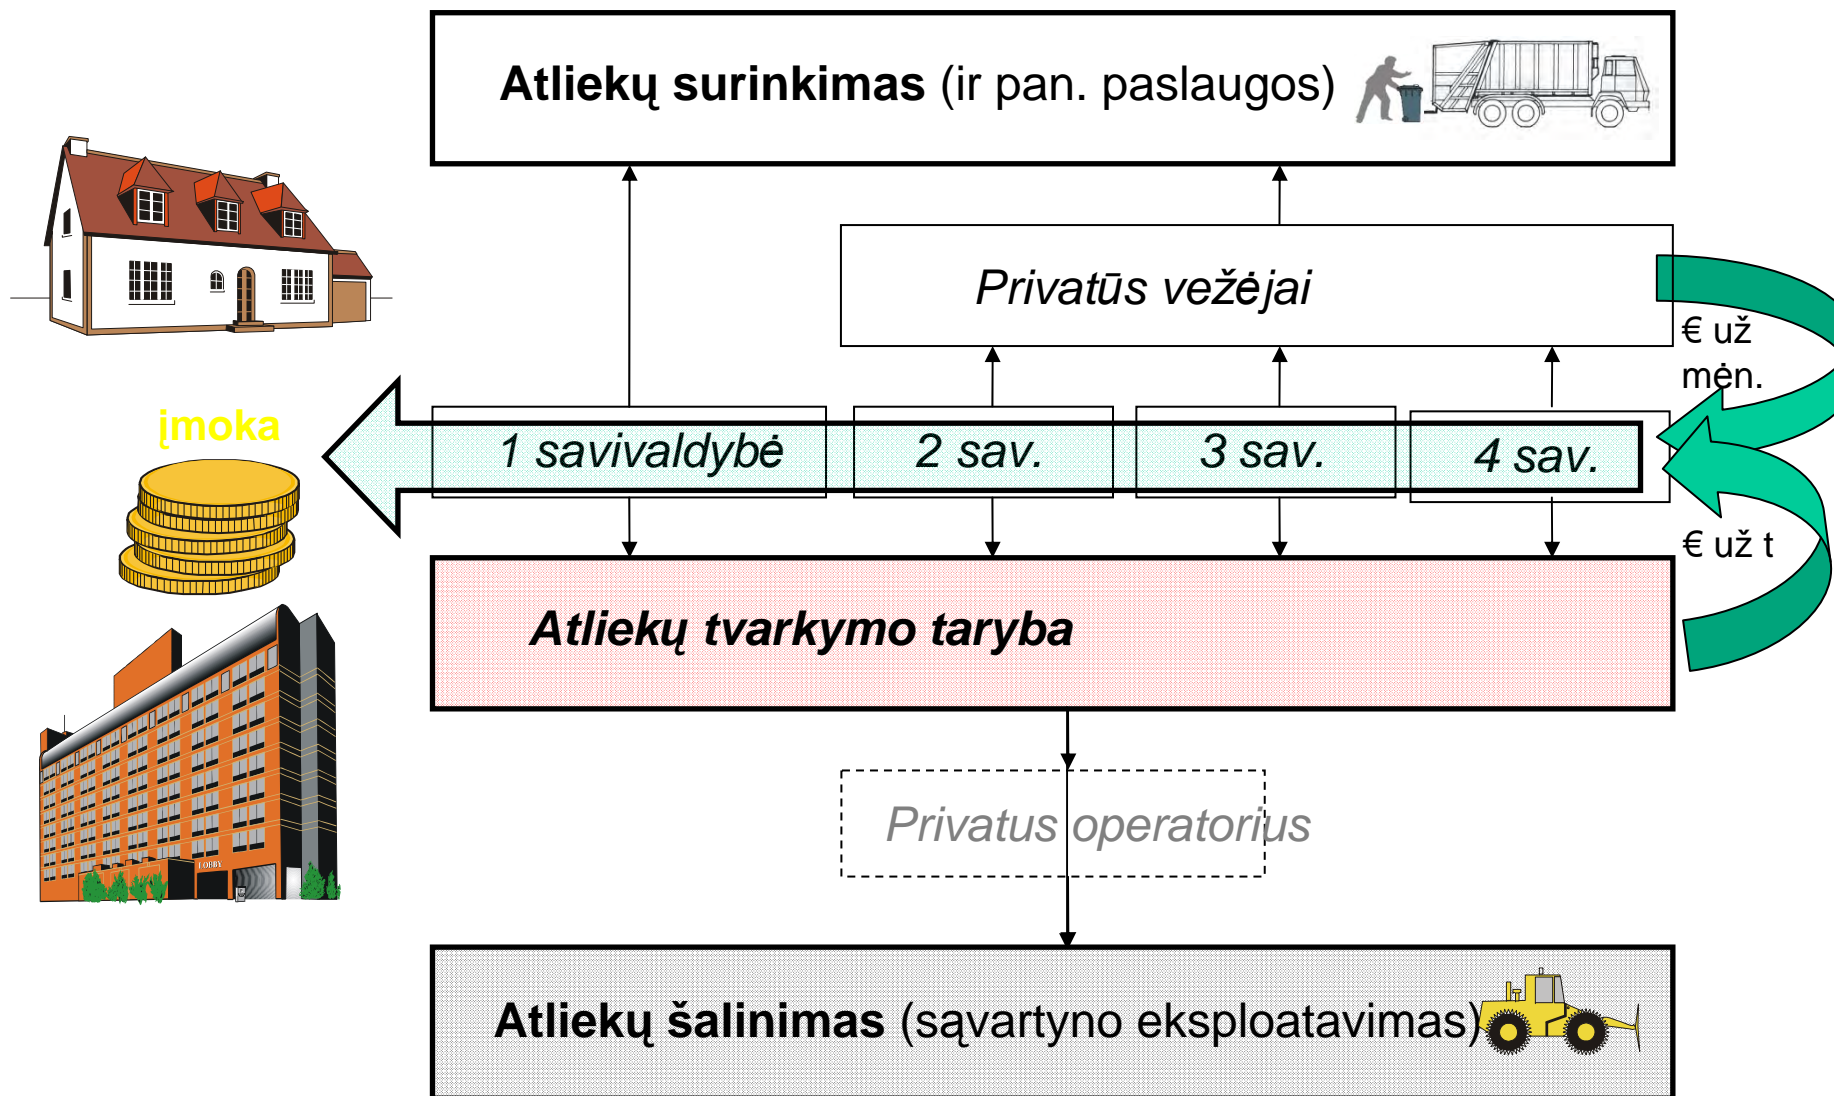 Atliekų surinkimas (ir pan. paslaugos)
Privatūs vežėjai
€ už
mėn.
įmoka
1 savivaldybė
2 sav.
3 sav.
4 sav.
€ už t
Atliekų tvarkymo taryba
LOBBY
Privatus operatorius
Atliekų šalinimas (sąvartyno eksploatavimas)